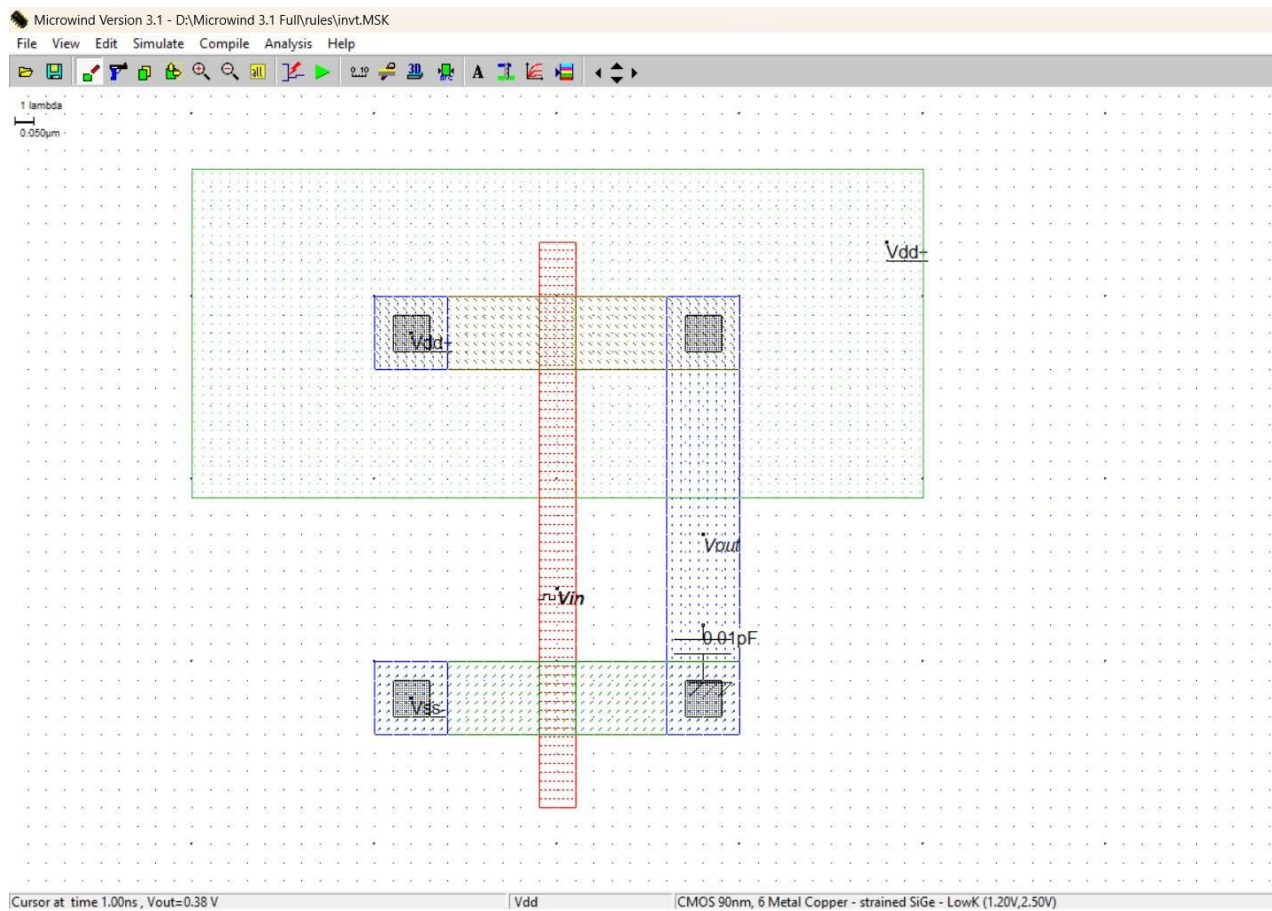 Microwind Version 3.1 - D:\Microwind 3.1 Full\rules\invt.MSK
File View Edit Simulate Compile Analysis Help
1 lambda
0.050µm
Vdd+
Vdd+
Vout
Vin
0.01pF
Vss-
Cursor at time 1.00ns , Vout=0.38 V
Vdd
CMOS 90nm, 6 Metal Copper - strained SiGe - LowK (1.20V,2.50V)